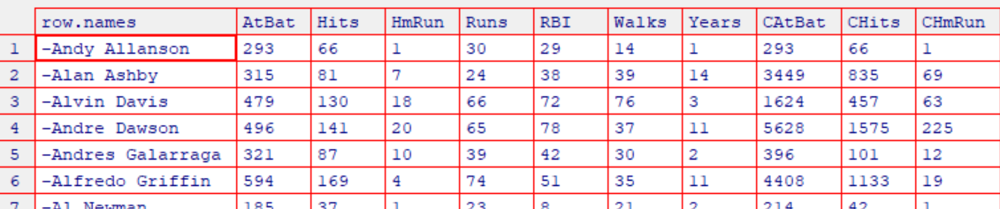 row.names AtBat Hits HmRun Runs RBI Walks Years CAtBat CHits CHmRun
1 -Andy Allanson 293 66 1 30 29 14 1 293 66 1
2 -Alan Ashby 315 81 7 24 38 39 14 3449 835 69
3 -Alvin Davis 479 130 18 66 72 76 3 1624 457 63
4 -Andre Dawson 496 141 20 65 78 37 11 5628 1575 225
5 -Andres Galarraga 321 87 10 39 42 30 2 396 101 12
6 -Alfredo Griffin 594 169 4 74 51 35 11 4408 1133 19
7 -Al Newman 185 37 1 23 8 21 2 214 42 1